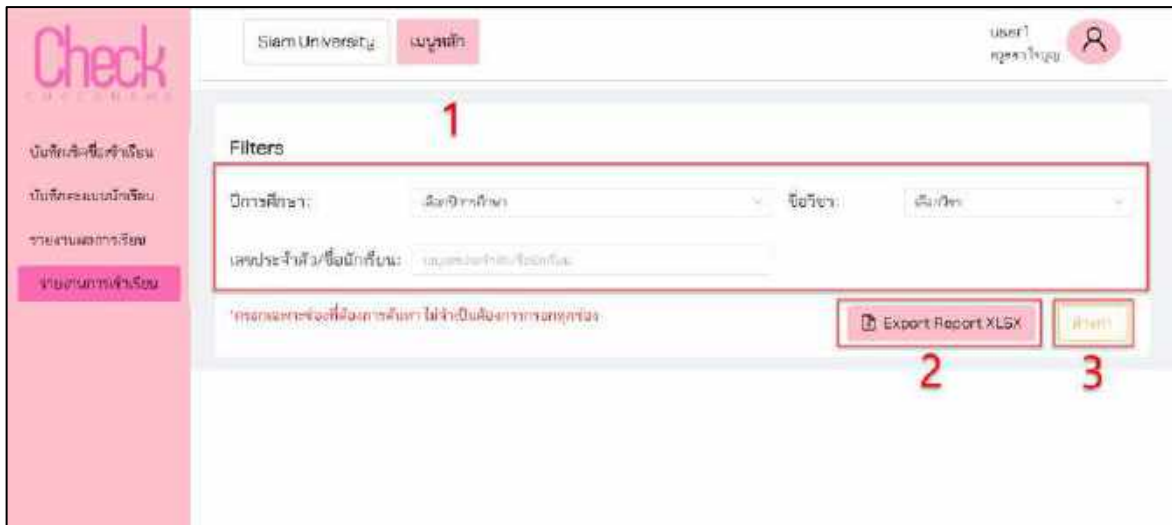 Check
Siam University เมนูหลัก
user1
1
บันทึกเช็คชื่อเข้าเรียน
บันทึกคะแนนนักเรียน
รายงานผลการเรียน
รายงานการเข้าเรียน
Filters
ปีการศึกษา: เลือกปีการศึกษา ชื่อวิชา: เลือกวิชา
เลขประจำตัว/ชื่อนักเรียน:
*กรอกเฉพาะช่องที่ต้องการค้นหา ไม่จำเป็นต้องการกรอกทุกช่อง
Export Report XLSX ล้างค่า
2 3